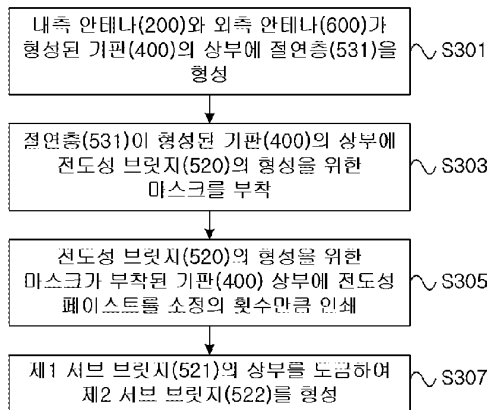 내측 안테나(200)와 외측 안테나(600)가
형성된 기판(400)의 상부에 절연층(531)을
형성
S301
절연층(531)이 형성된 기판(400)의 상부에
전도성 브릿지(520)의 형성을 위한
마스크를 부착
S303
전도성 브릿지(520)의 형성을 위한
마스크가 부착된 기판(400) 상부에 전도성
페이스트를 소정의 횟수만큼 인쇄
S305
제1 서브 브릿지(521)의 상부를 도금하여
제2 서브 브릿지(522)를 형성
S307